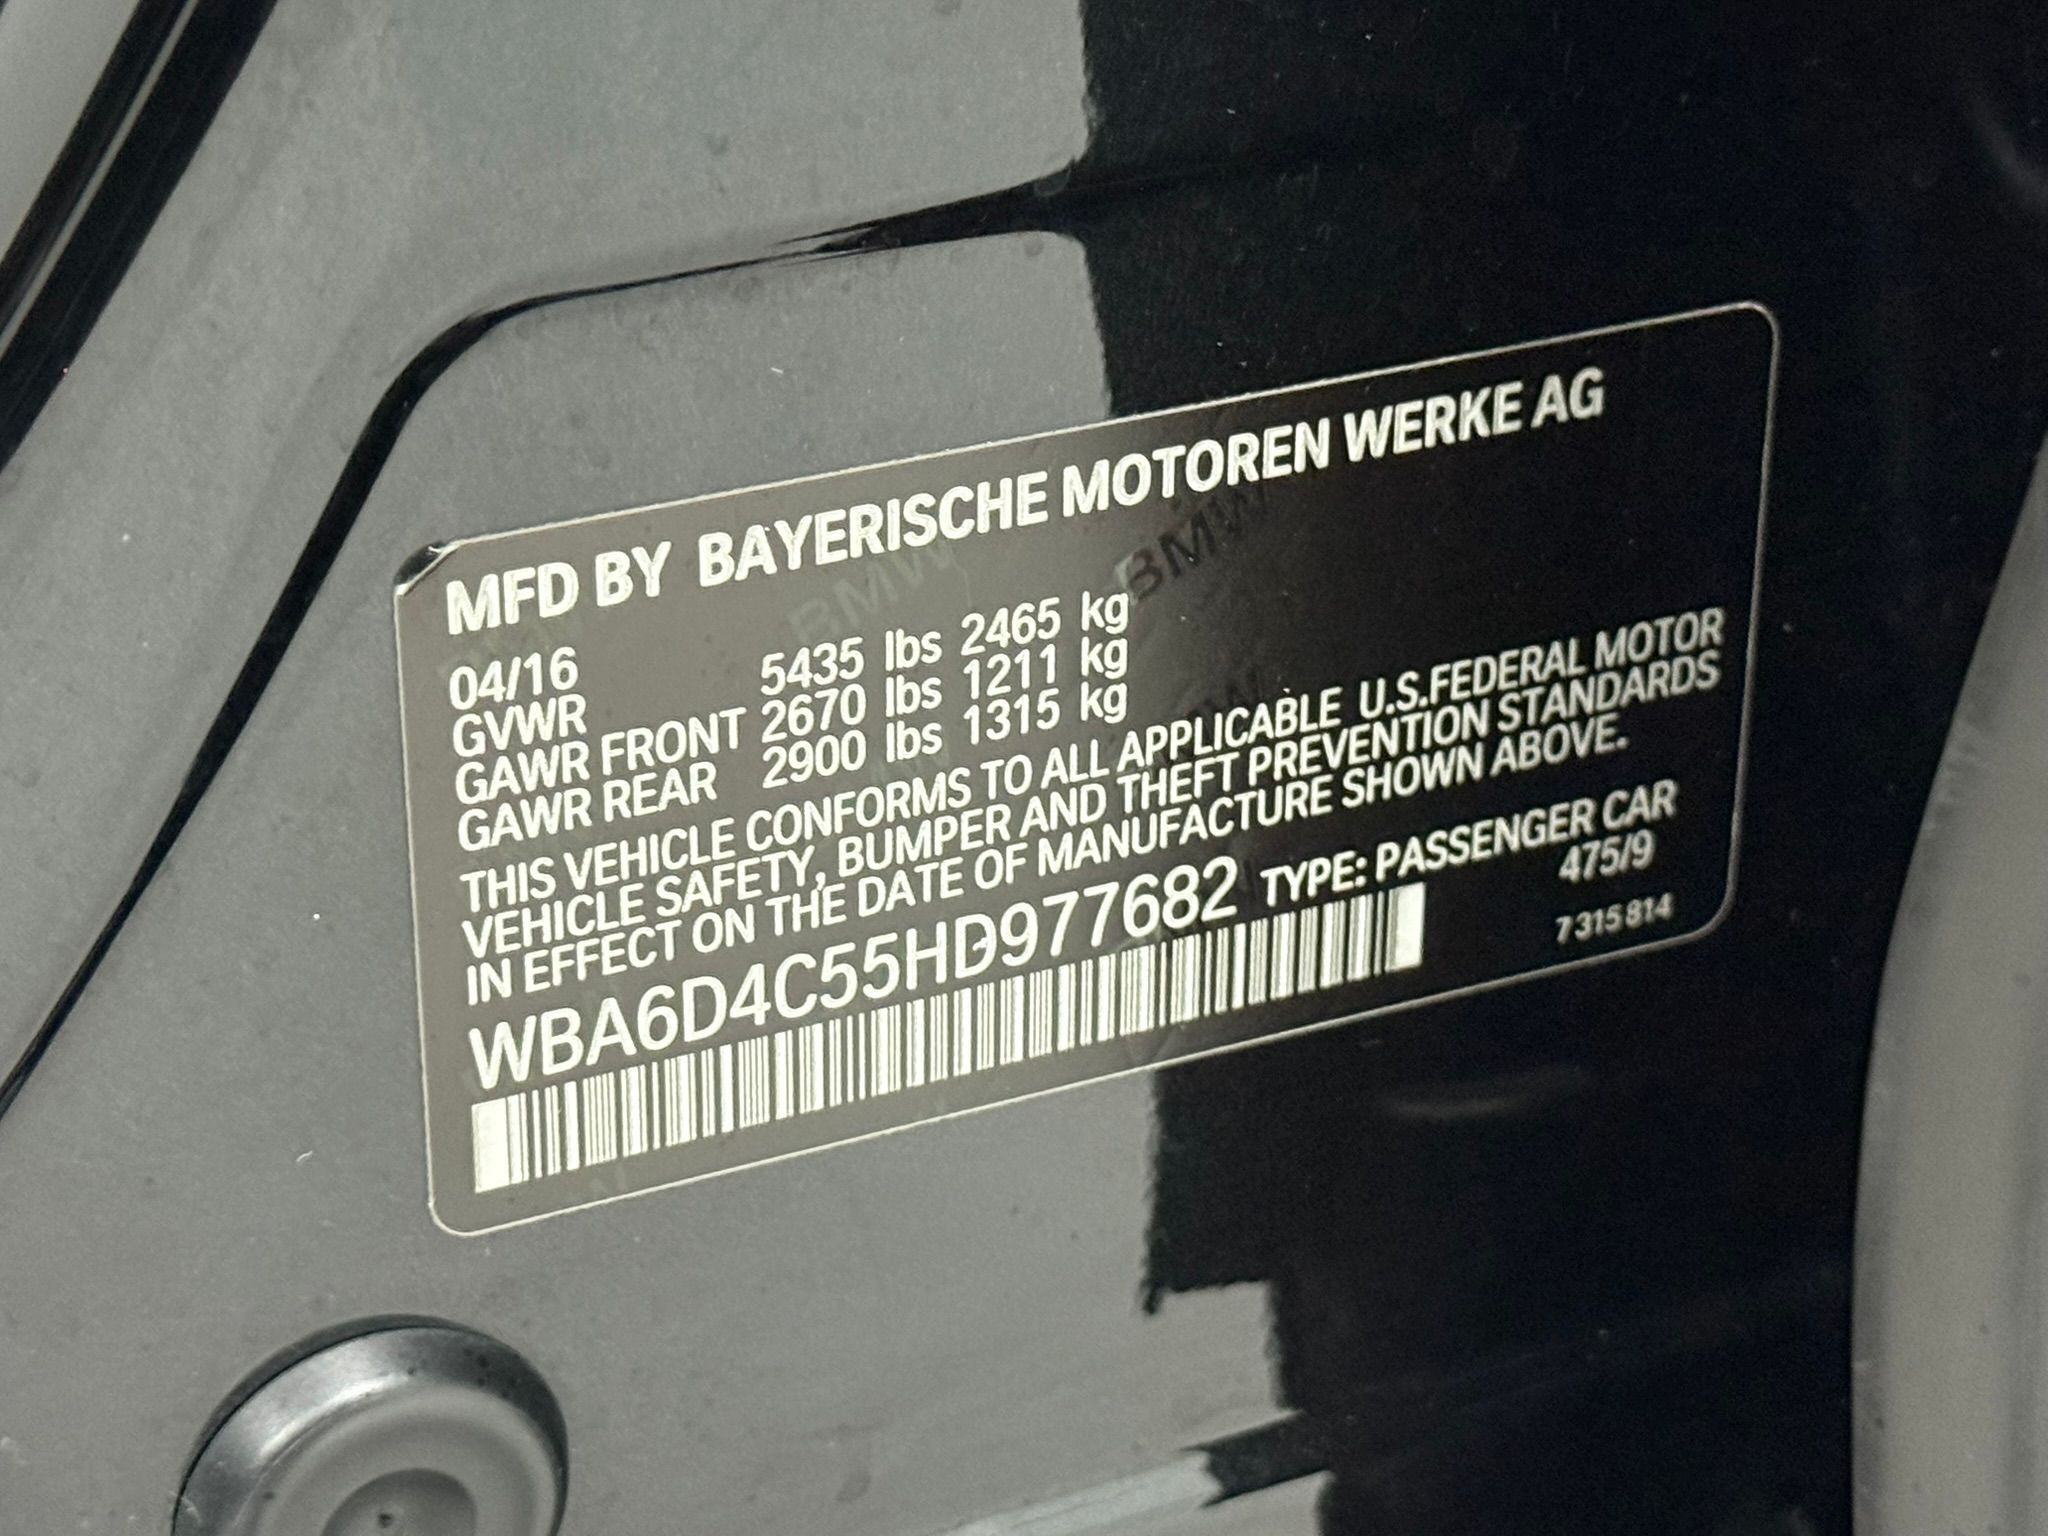 MFD BY BAYERISCHE MOTOREN WERKE AG
04/16
GVWR 5435 lbs 2465 kg
GAWR FRONT 2670 lbs 1211 kg
GAWR REAR 2900 lbs 1315 kg
THIS VEHICLE CONFORMS TO ALL APPLICABLE U.S.FEDERAL MOTOR
VEHICLE SAFETY, BUMPER AND THEFT PREVENTION STANDARDS
IN EFFECT ON THE DATE OF MANUFACTURE SHOWN ABOVE.
WBA6D4C55HD977682 TYPE: PASSENGER CAR
475/9
7 315 814
BMW
BMW